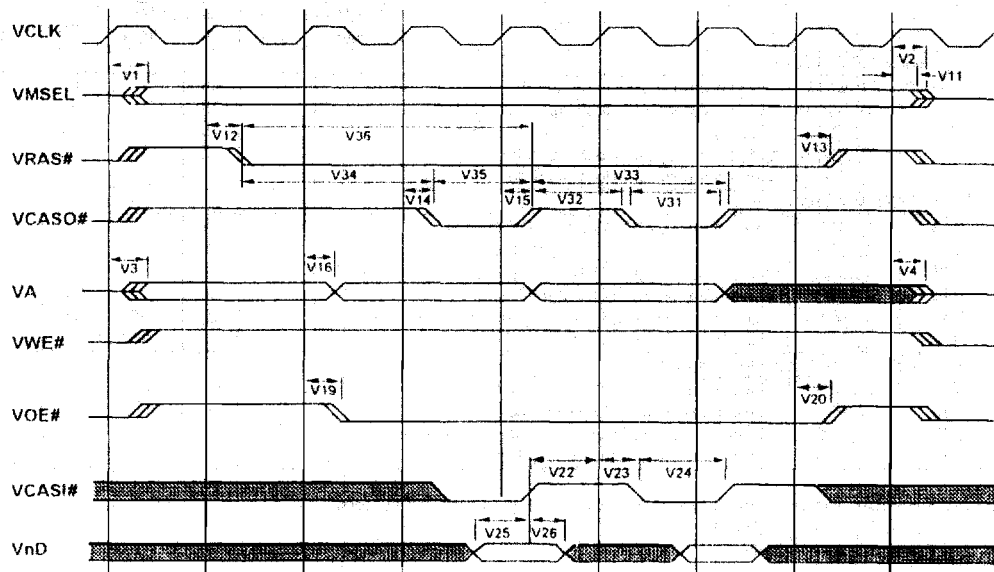 VCLK
V1
V2
V11
VMSEL
V12
V36
V13
VRAS#
V34
V35
V33
V14
V15
V32
V31
VCASO#
V3
V16
V4
VA
VWE#
V19
V20
VOE#
V22
V23
V24
VCASI#
V25
V26
VnD